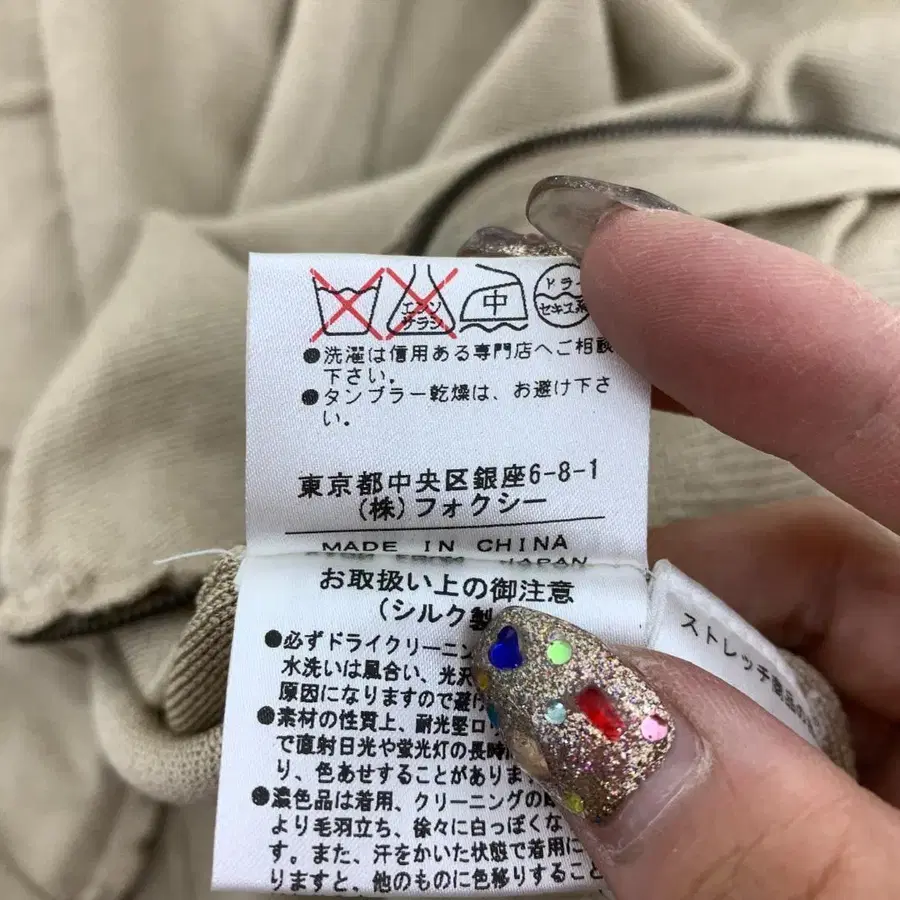 エンソ
サラシ
中
ドライ
セキユ系
●洗濯は信用ある専門店へご相談
下さい。
●タンブラー乾燥は、お避け下さ
い。
東京都中央区銀座6-8-1
(株)フォクシー
MADE IN CHINA
JAPAN
お取扱い上の御注意
(シルク製
●必ずドライクリーニン
水洗いは風合い、光沢
原因になりますので避け
●素材の性質上、耐光堅ロ
で直射日光や蛍光灯の長時
り、色あせすることがありま
●濃色品は着用、クリーニングの
より毛羽立ち、徐々に白っぽくな
す。また、汗をかいた状態で着用に
りますと、他のものに色移りすること
ストレッチ商品の